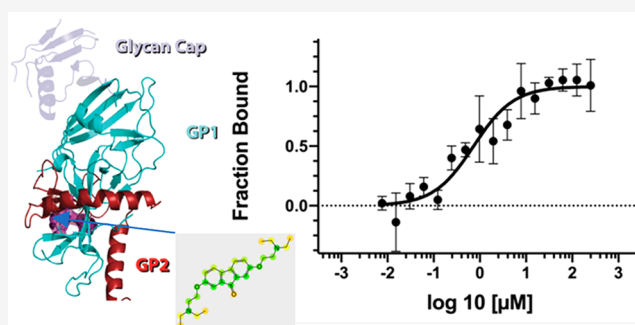 Glycan Cap
GP1
GP2
Fraction Bound
1.0
0.5
0.0
-3 -2 -1 0 1 2 3
log 10 [µM]